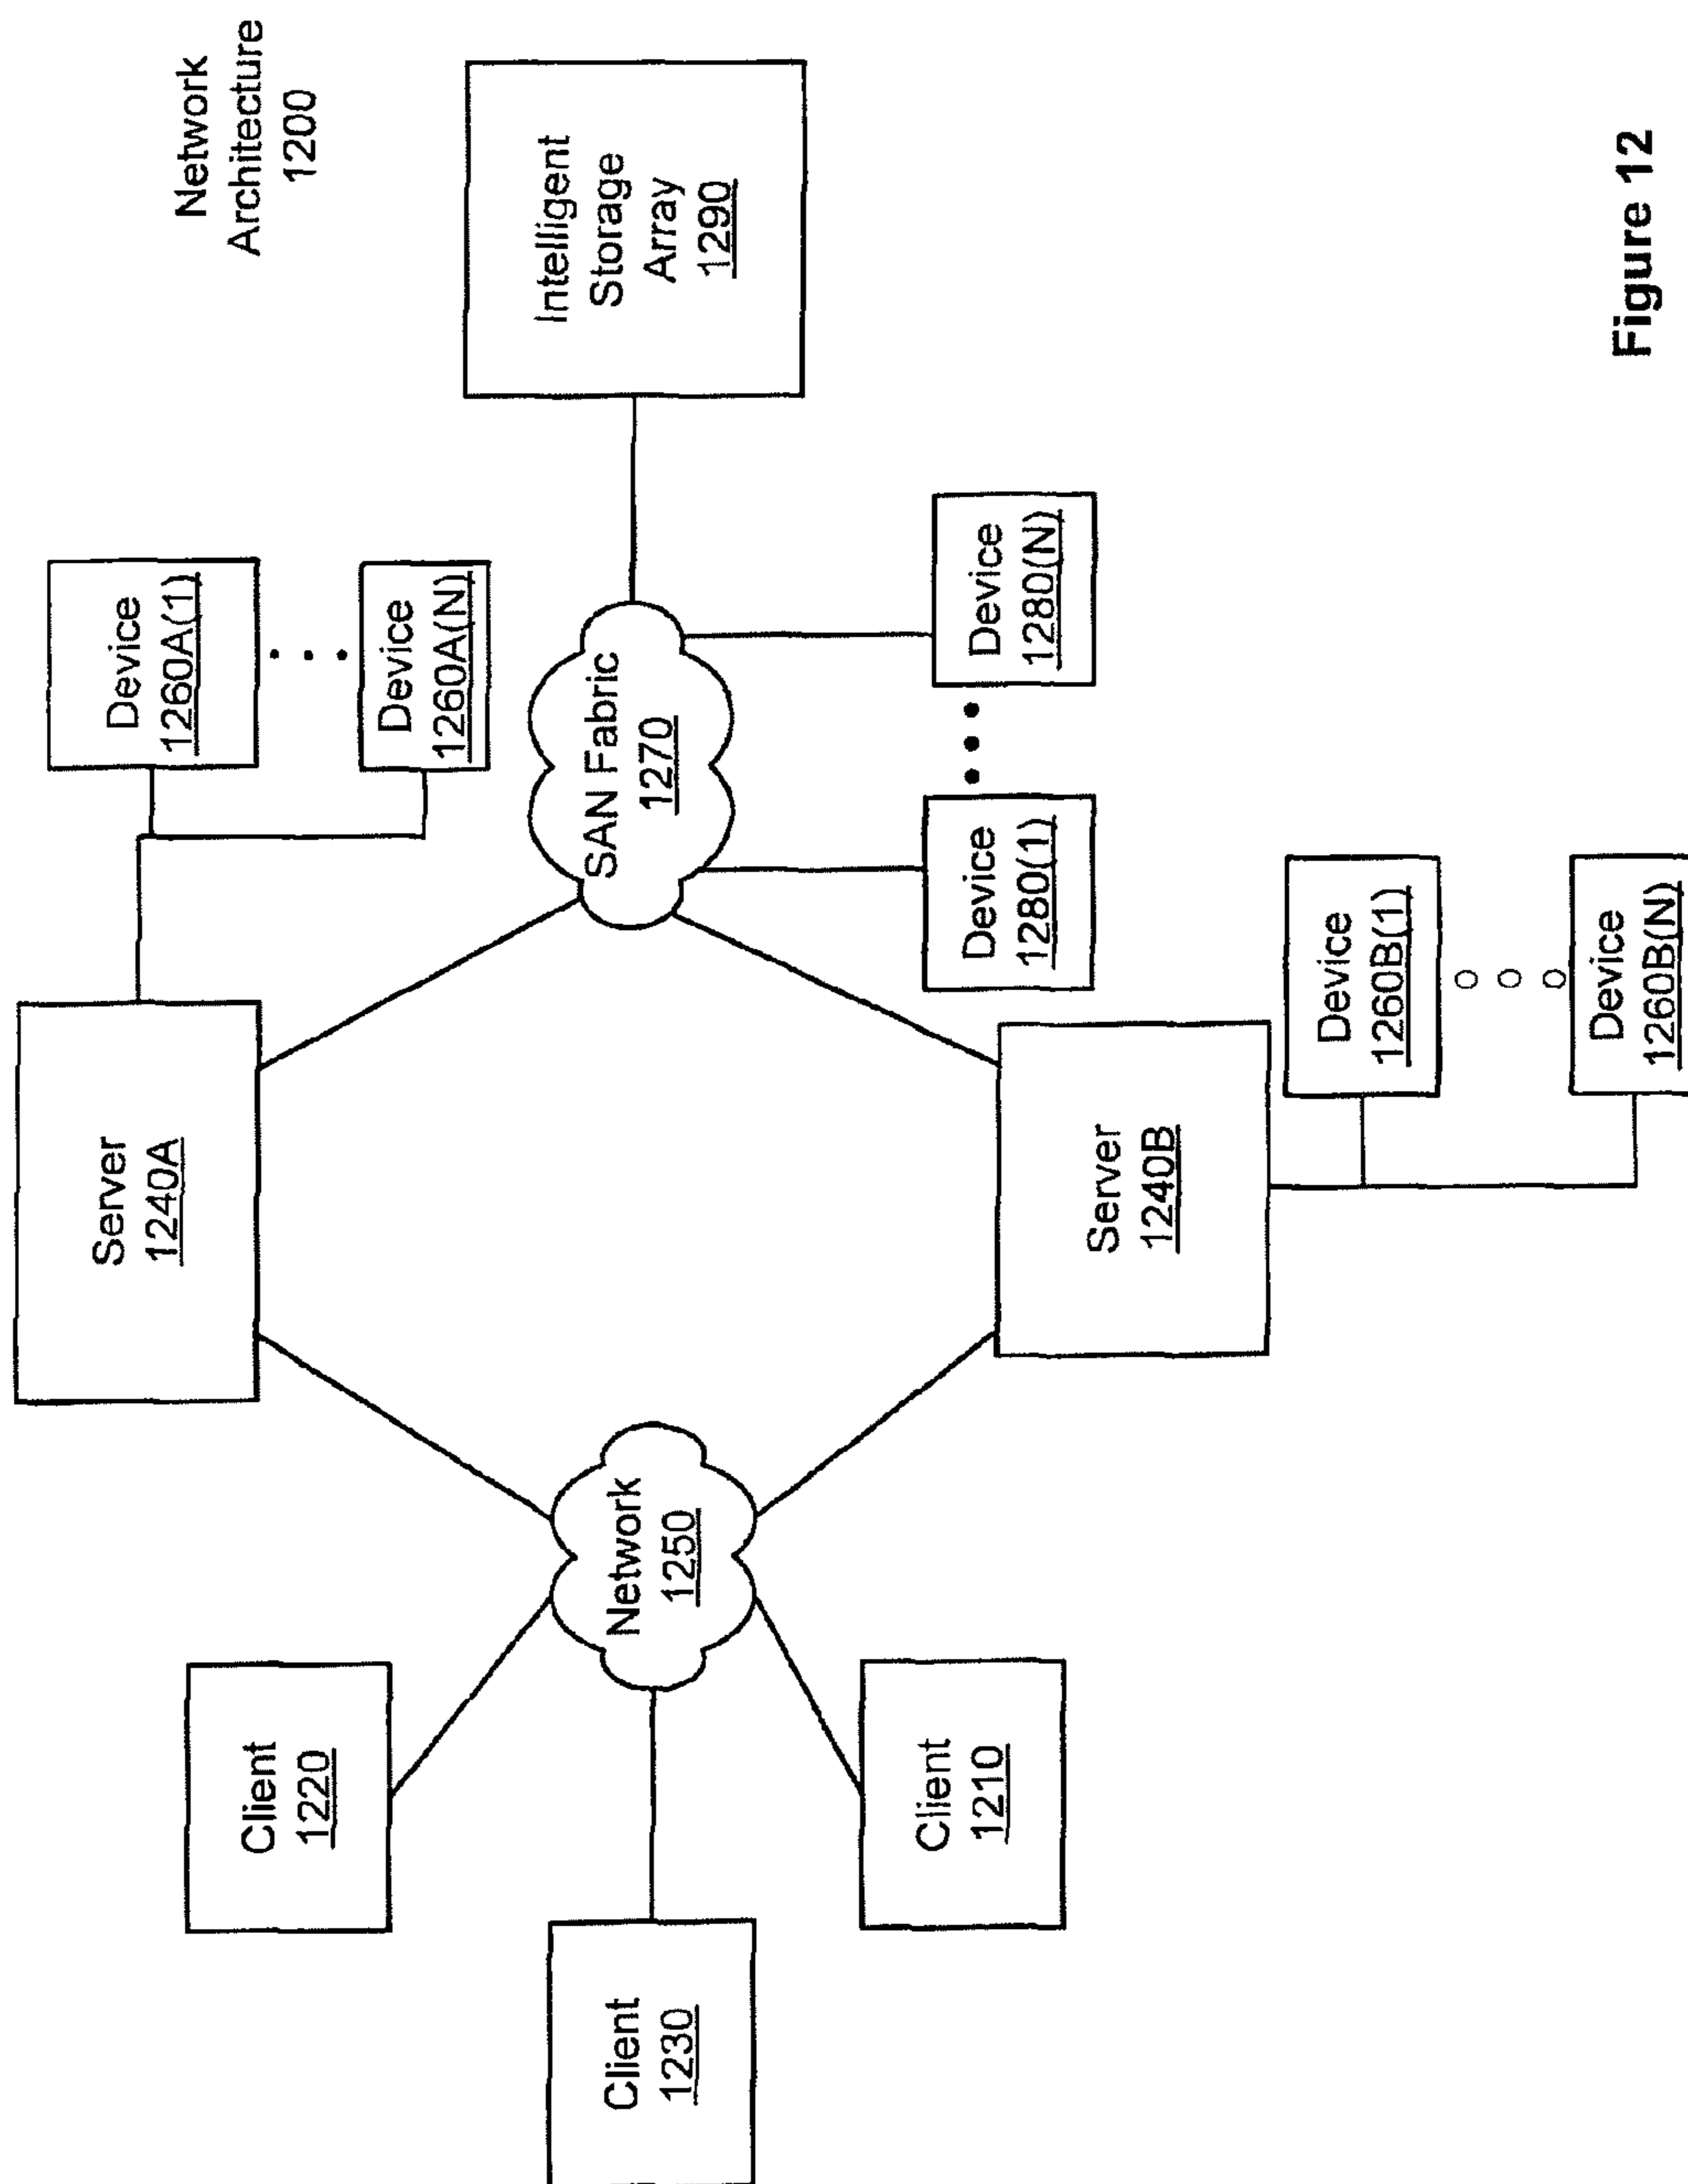 Network
Architecture
1200
Client
1220
Client
1230
Client
1210
Network
1250
Server
1240A
Server
1240B
Device
1260A(1)
Device
1260A(N)
SAN Fabric
1270
Device
1280(1)
Device
1280(N)
Intelligent
Storage
Array
1290
Device
1260B(1)
Device
1260B(N)
Figure 12